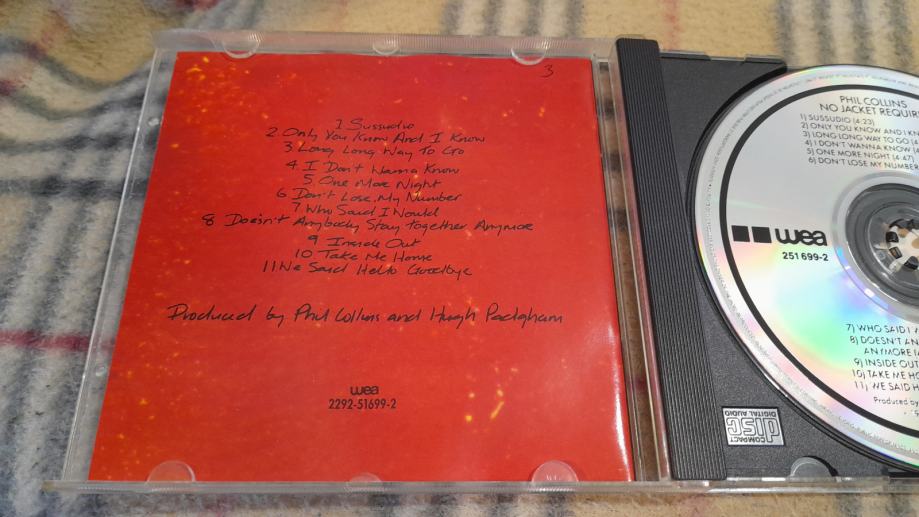 3
1 Sussudio
2. Only You Know And I Know
3 Long Long Way To Go
4. I Don't Wanna Know
5. One More Night
6 Don't Lose My Number
7 Who Said I Would
8 Doesn't Anybody Stay together Anymore
9 Inside Out
10 Take Me Home
11 We Said Hello Goodbye
Produced by Phil Collins and Hugh Padgham
wea
2292-51699-2
PHIL COLLINS
NO JACKET REQUIR
1) SUSSUDIO (4:23)
2) ONLY YOU KNOW AND I K
3) LONG LONG WAY TO GO (4
4) I DON'T WANNA KNOW (4
5) ONE MORE NIGHT (4:47)
6) DON'T LOSE MY NUMBER
wea
251 699-2
7) WHO SAID I
8) DOESN'T AN
ANYMORE
9) INSIDE OUT
10) TAKE ME HO
11) WE SAID H
Produced by
COMPACT
disc
DIGITAL AUDIO